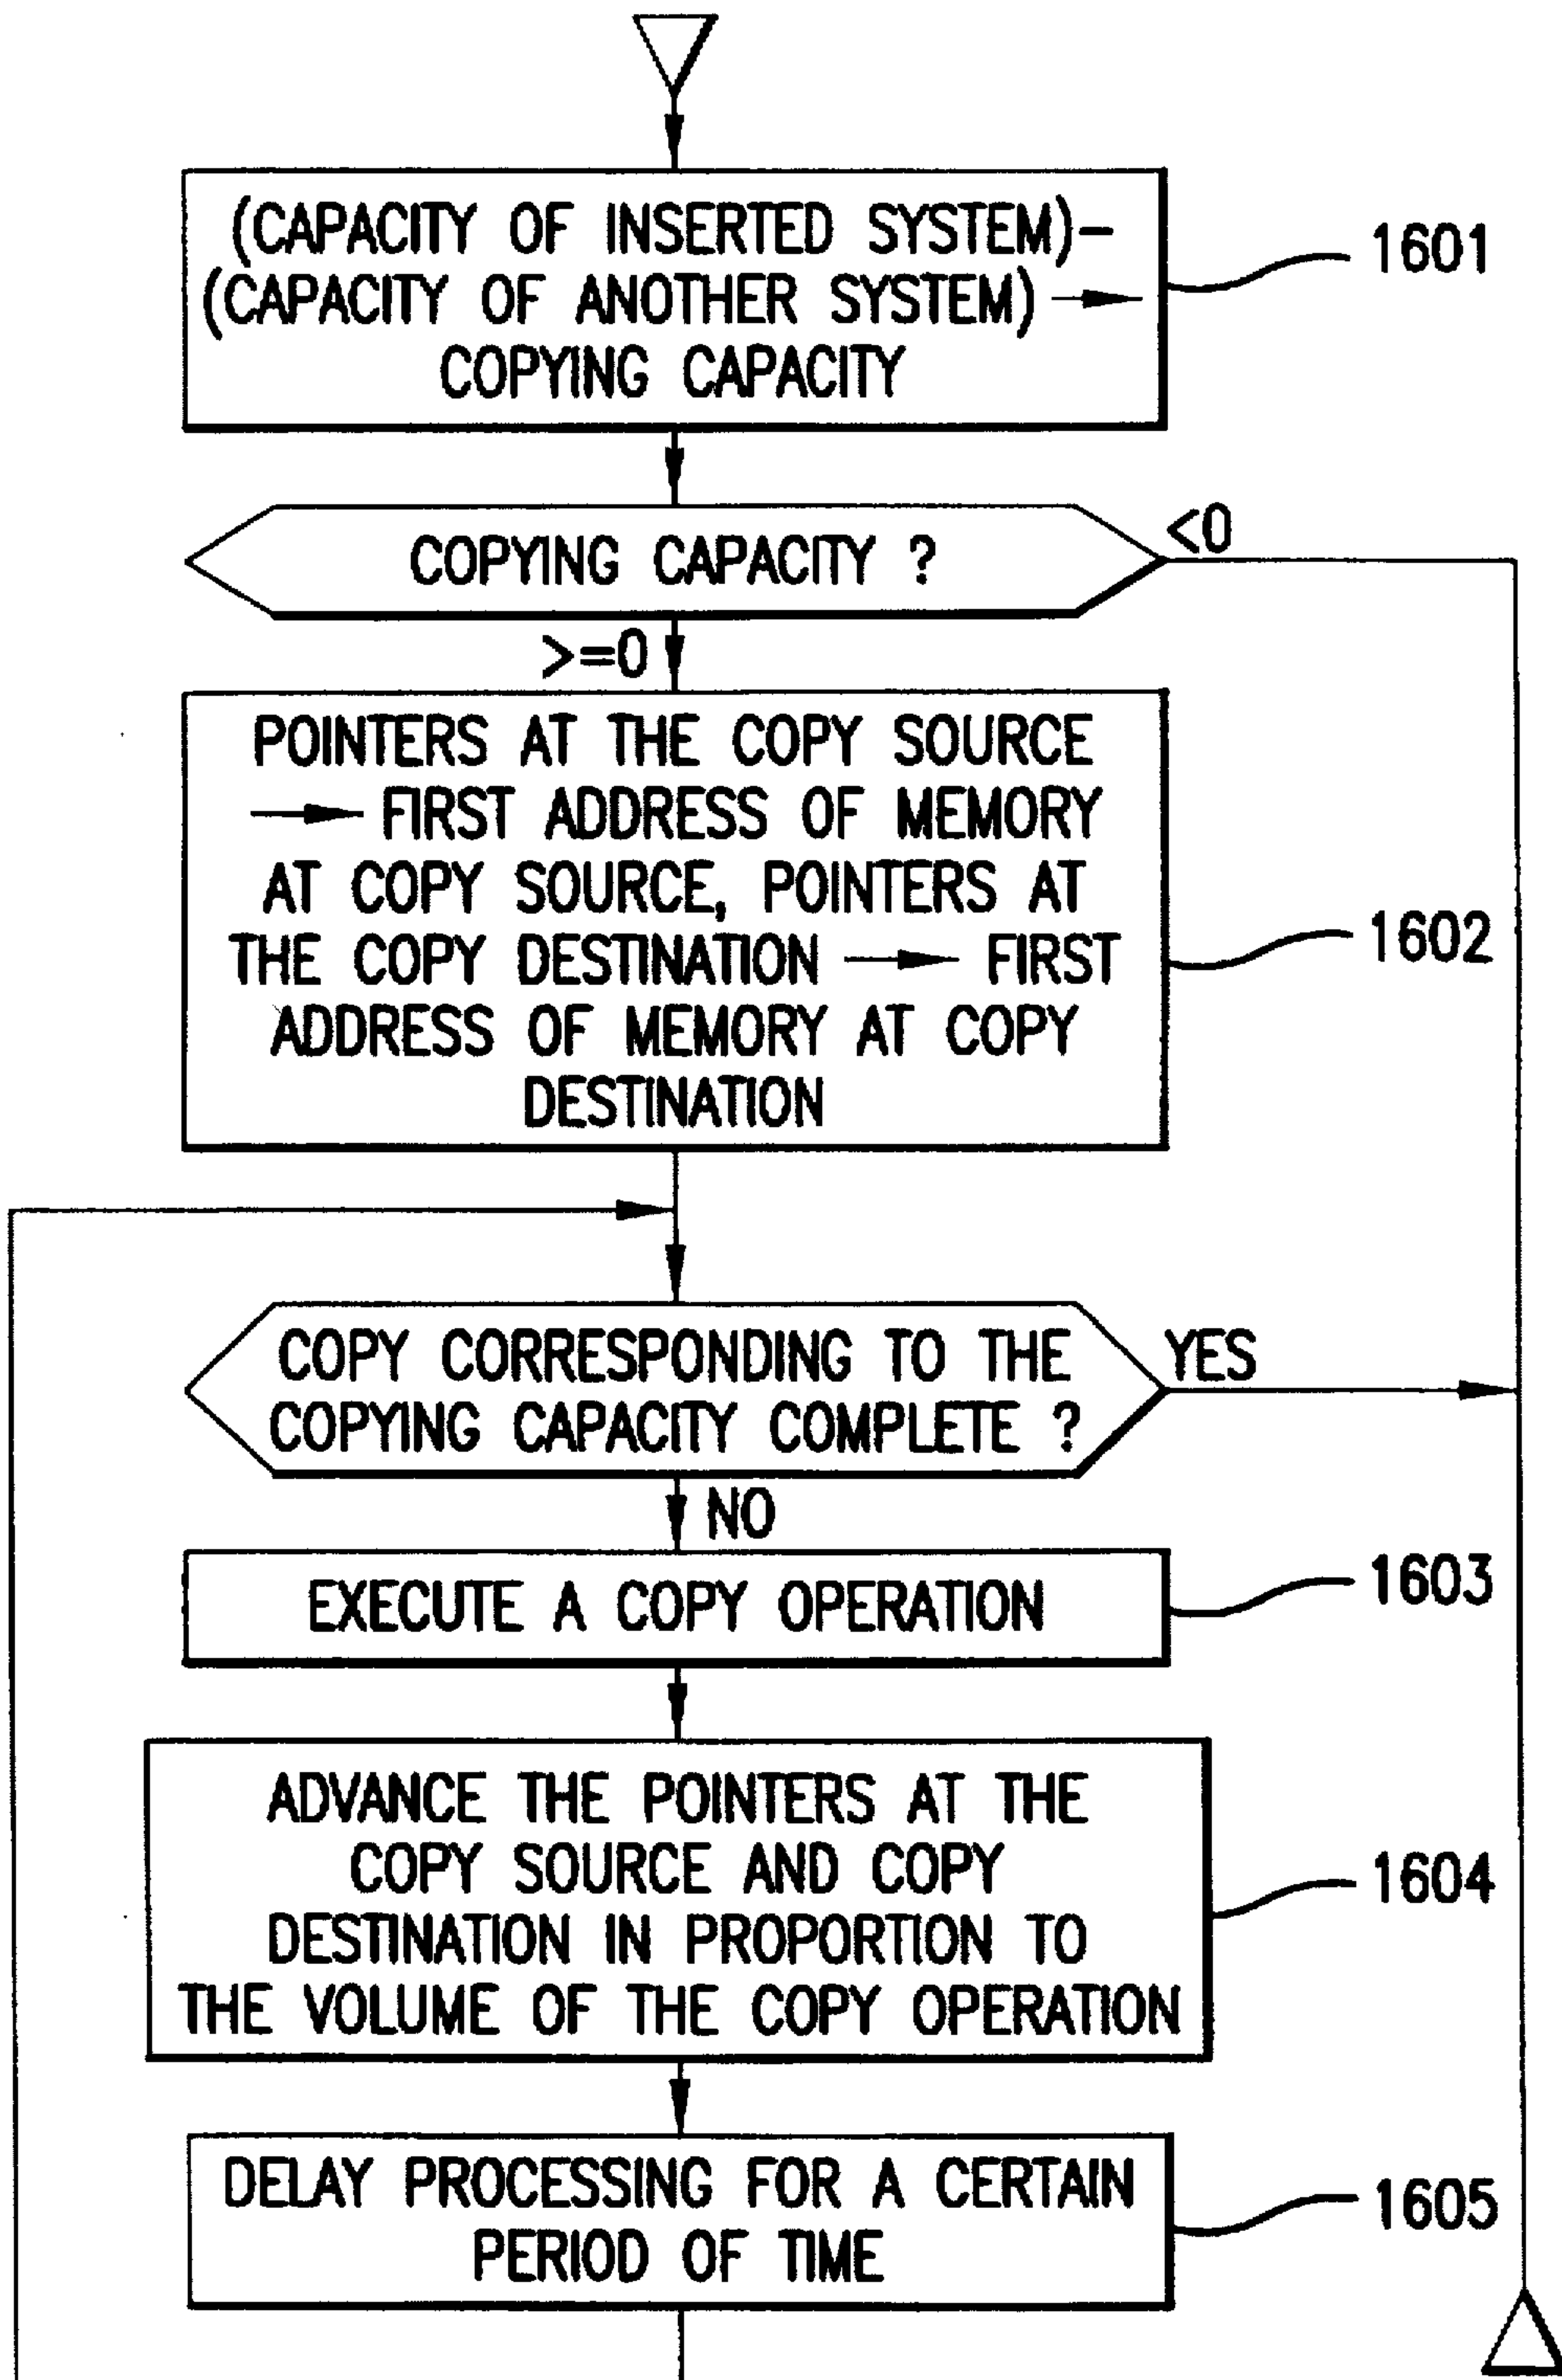 (CAPACITY OF INSERTED SYSTEM)-
(CAPACITY OF ANOTHER SYSTEM) →
COPYING CAPACITY
1601
COPYING CAPACITY ?
<0
>=0
POINTERS AT THE COPY SOURCE
→ FIRST ADDRESS OF MEMORY
AT COPY SOURCE, POINTERS AT
THE COPY DESTINATION → FIRST
ADDRESS OF MEMORY AT COPY
DESTINATION
1602
COPY CORRESPONDING TO THE
COPYING CAPACITY COMPLETE ?
YES
NO
EXECUTE A COPY OPERATION
1603
ADVANCE THE POINTERS AT THE
COPY SOURCE AND COPY
DESTINATION IN PROPORTION TO
THE VOLUME OF THE COPY OPERATION
1604
DELAY PROCESSING FOR A CERTAIN
PERIOD OF TIME
1605